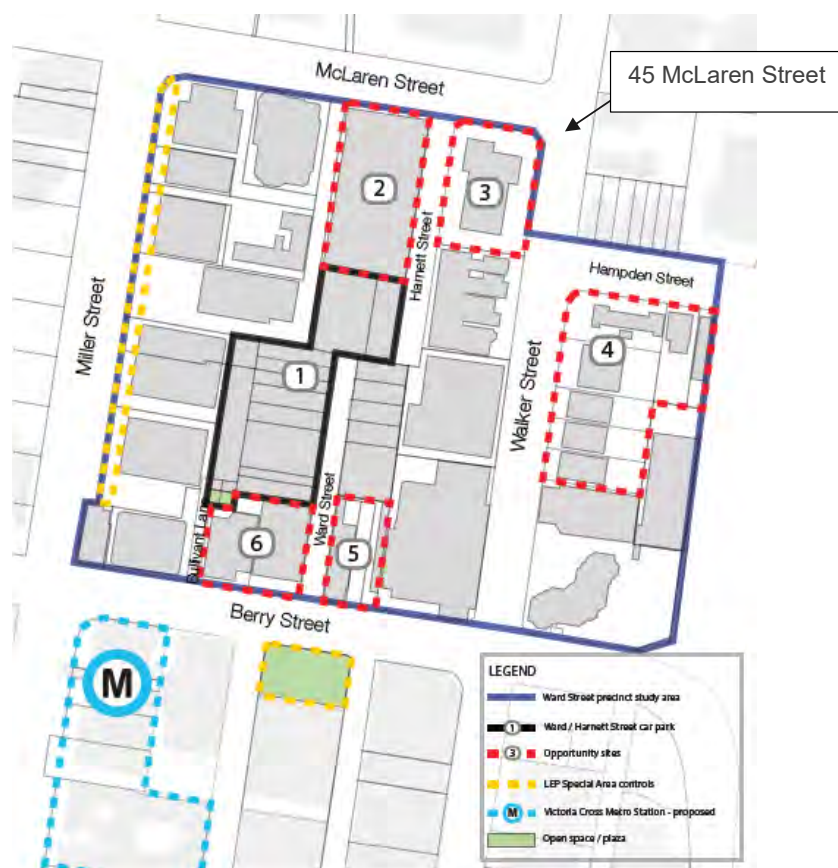 McLaren Street
45 McLaren Street
2
3
Harnett Street
Hampden Street
Miller Street
1
4
Walker Street
Ward Street
6
5
Berry Street
M
LEGEND
Ward Street precinct study area
1 Ward / Harnett Street car park
3 Opportunity sites
LEP Special Area controls
M Victoria Cross Metro Station - proposed
Open space / plaza